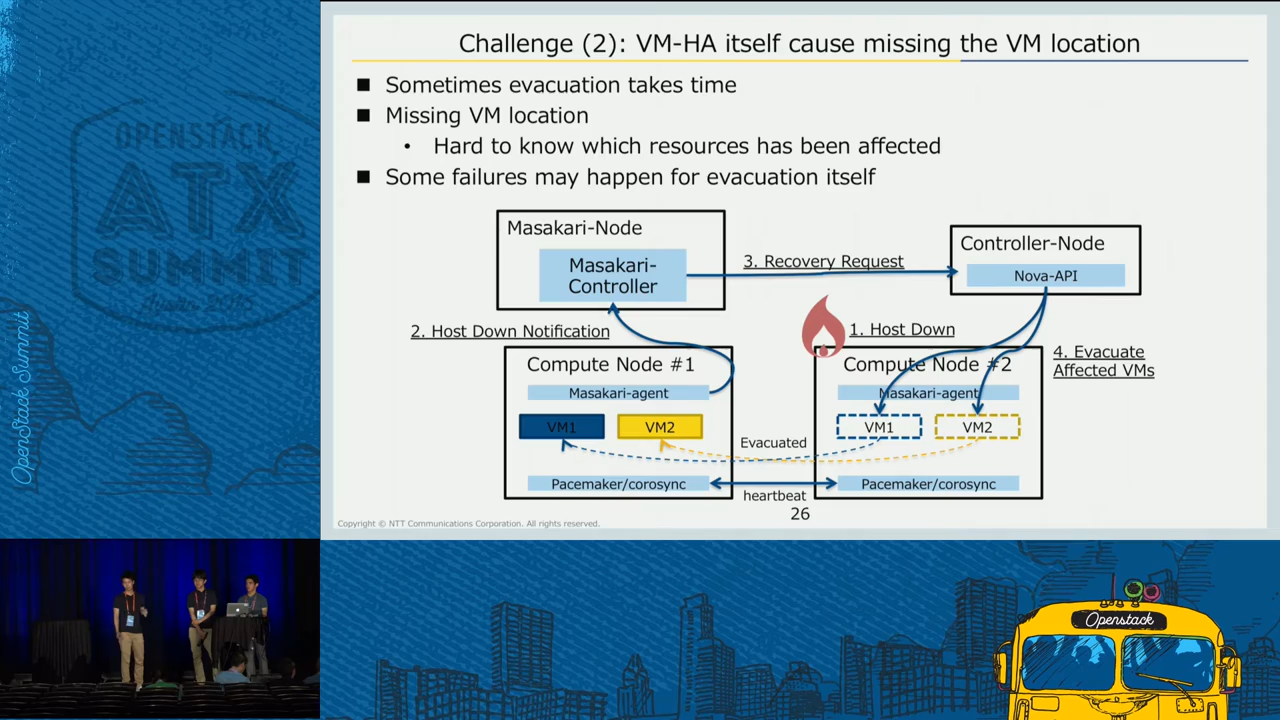 Challenge (2): VM-HA itself cause missing the VM location
■ Sometimes evacuation takes time
■ Missing VM location
• Hard to know which resources has been affected
■ Some failures may happen for evacuation itself
Masakari-Node
Masakari-
Controller
3. Recovery Request
Controller-Node
Nova-API
2. Host Down Notification
1. Host Down
4. Evacuate
Affected VMs
Compute Node #1
Masakari-agent
VM1
VM2
Pacemaker/corosync
Evacuated
heartbeat
Compute Node #2
Masakari-agent
VM1
VM2
Pacemaker/corosync
26
Copyright © NTT Communications Corporation. All rights reserved.
OPENSTACK
ATX
SUMMIT
OpenStack Summit
Openstack